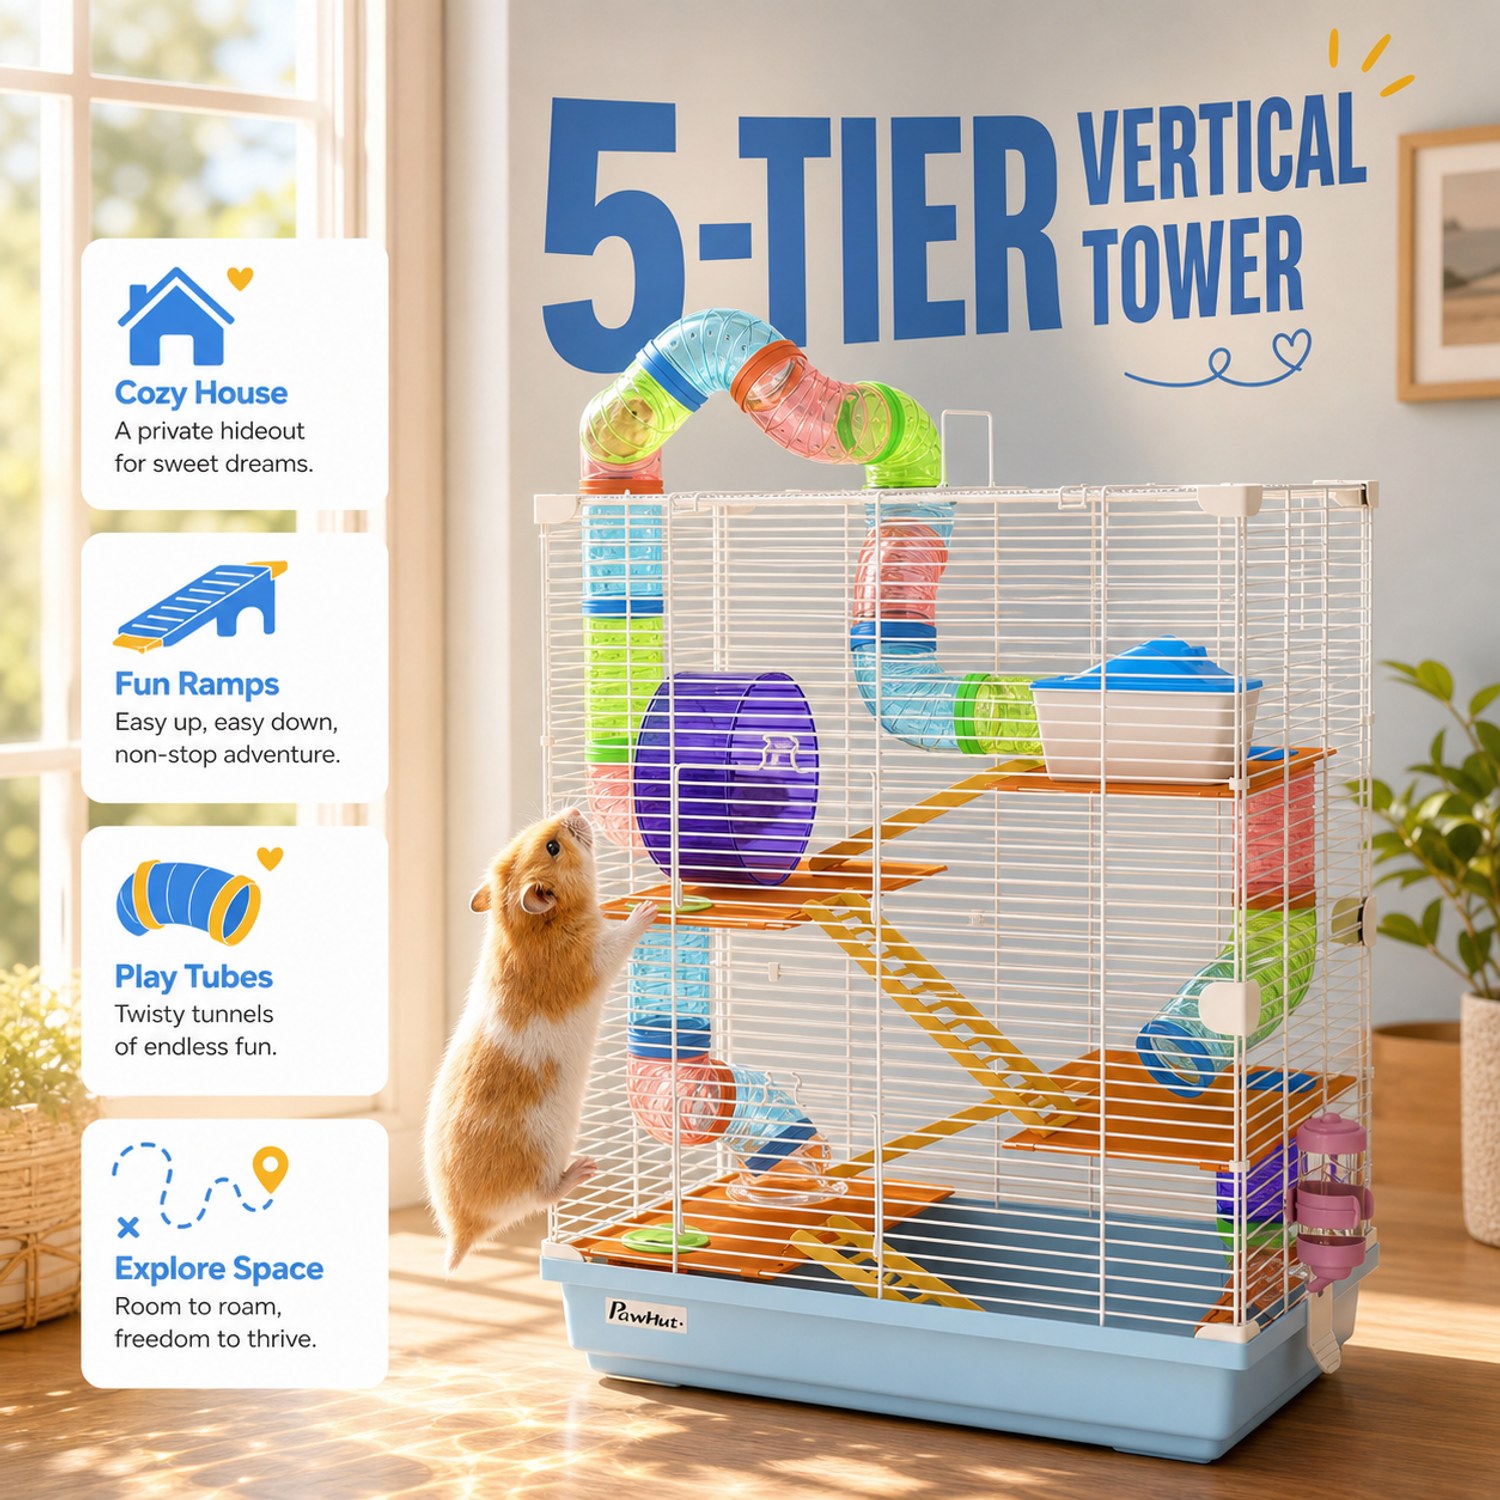 5-TIER
VERTICAL
TOWER
Cozy House
A private hideout
for sweet dreams.
Fun Ramps
Easy up, easy down,
non-stop adventure.
Play Tubes
Twisty tunnels
of endless fun.
Explore Space
Room to roam,
freedom to thrive.
PawHut.